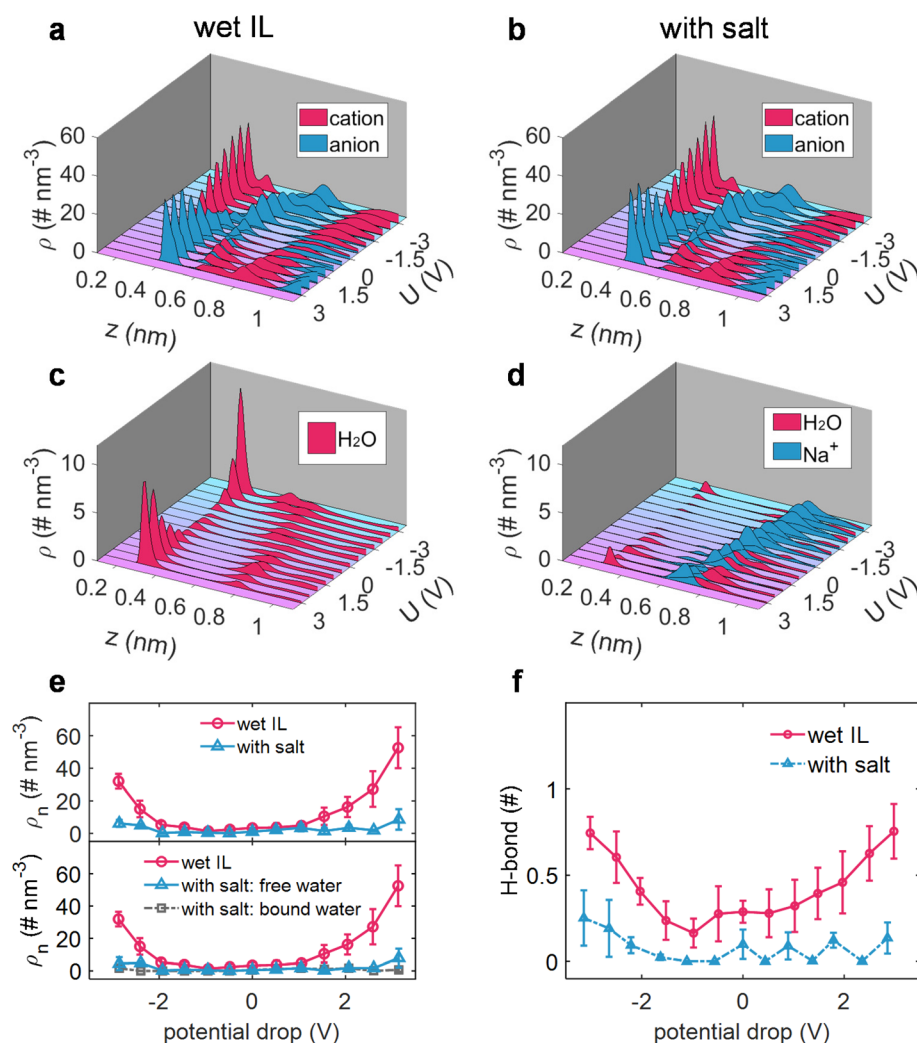 wet IL
with salt
a
b
cation
anion
cation
anion
60
40
20
0
ρ (# nm-3)
0.2
0.4
0.6
0.8
1
z (nm)
3
1.5
0
-1.5
-3
U (V)
60
40
20
0
ρ (# nm-3)
0.2
0.4
0.6
0.8
1
z (nm)
3
1.5
0
-1.5
-3
U (V)
c
d
H2O
H2O
Na+
10
5
0
ρ (# nm-3)
0.2
0.4
0.6
0.8
1
z (nm)
3
1.5
0
-1.5
-3
U (V)
10
5
0
ρ (# nm-3)
0.2
0.4
0.6
0.8
1
z (nm)
3
1.5
0
-1.5
-3
U (V)
e
wet IL
with salt
60
40
20
0
ρn (# nm-3)
wet IL
with salt: free water
with salt: bound water
60
40
20
0
ρn (# nm-3)
-2
0
2
potential drop (V)
f
wet IL
with salt
1
0.5
0
H-bond (#)
-2
0
2
potential drop (V)